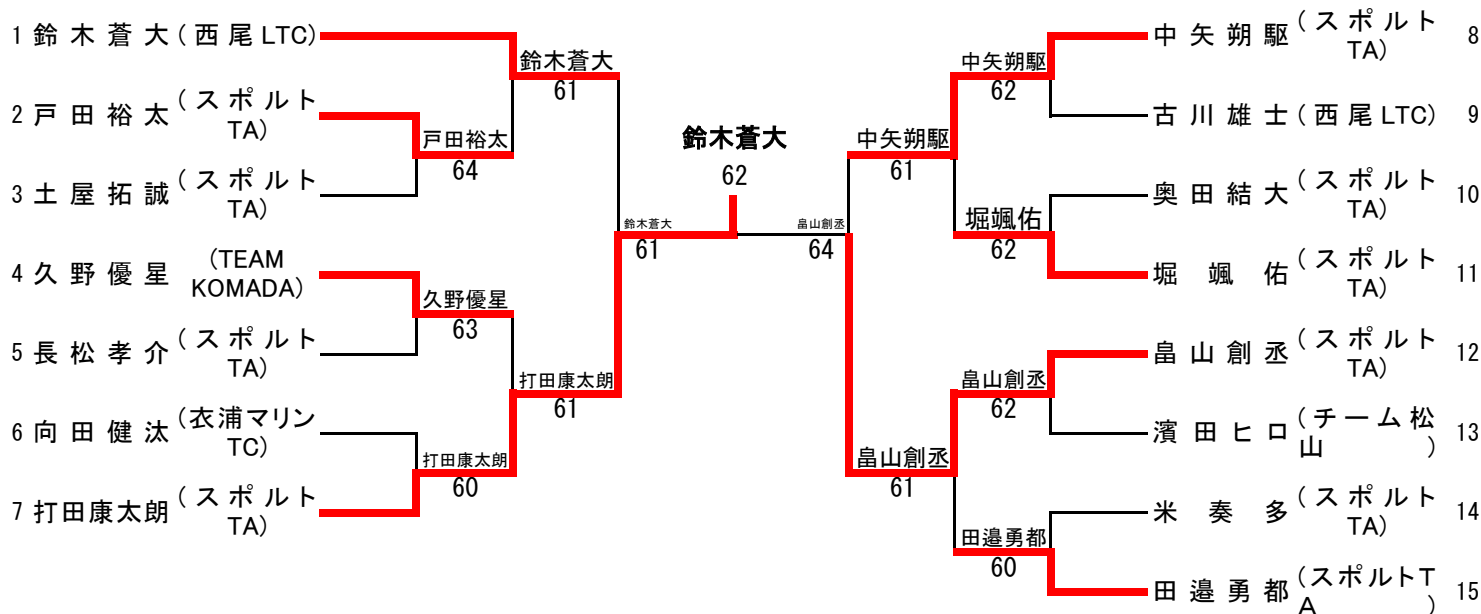 1 鈴木蒼大 (西尾LTC)
2 戸田裕太 (スポルト
TA)
3 土屋拓誠 (スポルト
TA)
4 久野優星 (TEAM
KOMADA)
5 長松孝介 (スポルト
TA)
6 向田健汰 (衣浦マリン
TC)
7 打田康太朗 (スポルト
TA)
鈴木蒼大
61
戸田裕太
64
久野優星
63
打田康太朗
61
打田康太朗
60
鈴木蒼大
61
鈴木蒼大
62
畠山創丞
64
中矢朔駆
61
畠山創丞
61
中矢朔駆
62
堀颯佑
62
畠山創丞
62
田邉勇都
60
中矢朔駆 (スポルト
TA) 8
古川雄士 (西尾LTC) 9
奥田結大 (スポルト
TA) 10
堀颯佑 (スポルト
TA) 11
畠山創丞 (スポルト
TA) 12
濱田ヒロ (チーム松
山) 13
米奏多 (スポルト
TA) 14
田邉勇都 (スポルトT
A) 15